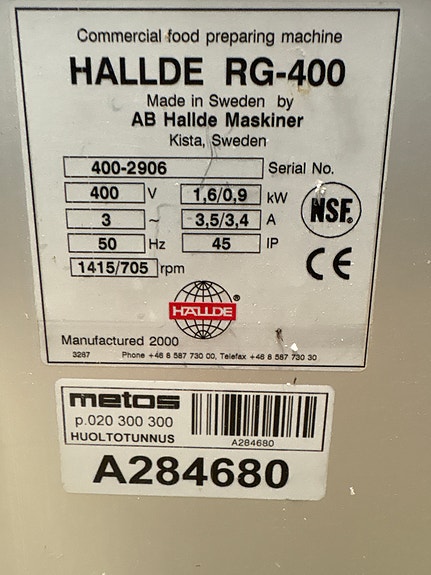 Commercial food preparing machine
HALLDE RG-400
Made in Sweden by
AB Hallde Maskiner
Kista, Sweden
400-2906 Serial No.
400 V 1,6/0,9 kW
3 ~ 3,5/3,4 A
50 Hz 45 IP
1415/705 rpm
NSF®
CE
HÄLLDE ®
Manufactured 2000
3267 Phone +46 8 587 730 00, Telefax +46 8 587 730 30
metos
p.020 300 300
HUOLTOTUNNUS
A284680
A284680